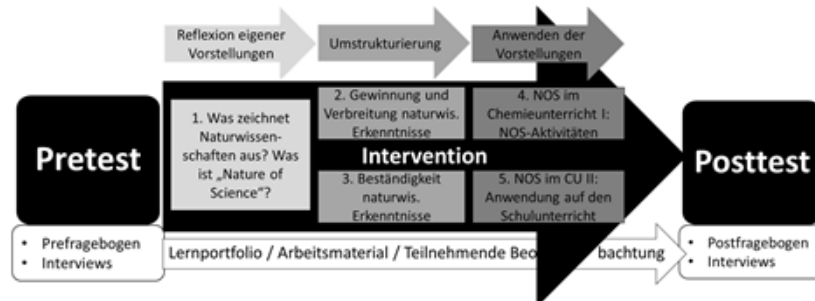 Reflexion eigener
Vorstellungen
Umstrukturierung
Anwenden der
Vorstellungen
Pretest
1. Was zeichnet
Naturwissen-
schaften aus? Was
ist „Nature of
Science“?
2. Gewinnung und
Verbreitung naturwis.
Erkenntnisse
4. NOS im
Chemieunterricht I:
NOS-Aktivitäten
Intervention
3. Beständigkeit
naturwis.
Erkenntnisse
5. NOS im CU II:
Anwendung auf den
Schulunterricht
Posttest
• Prefragebogen
• Interviews
Lernportfolio / Arbeitsmaterial / Teilnehmende Beo bachtung
• Postfragebogen
• Interviews